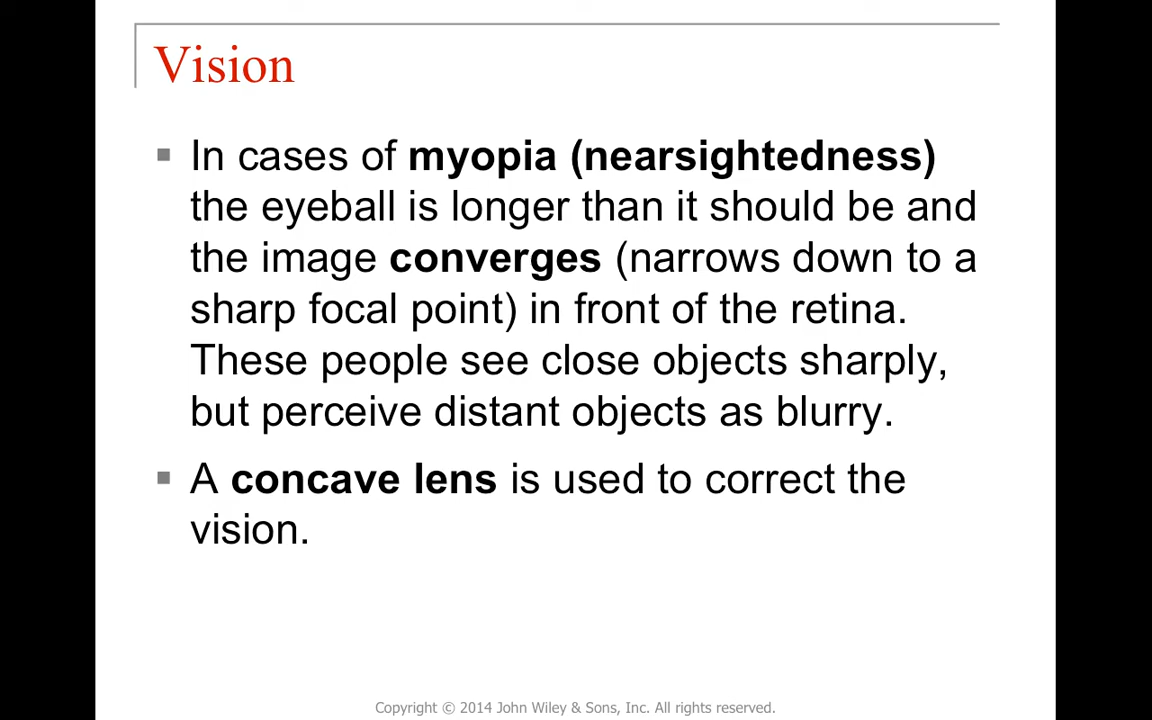 Vision
▪ In cases of myopia (nearsightedness)
the eyeball is longer than it should be and
the image converges (narrows down to a
sharp focal point) in front of the retina.
These people see close objects sharply,
but perceive distant objects as blurry.
▪ A concave lens is used to correct the
vision.
Copyright © 2014 John Wiley & Sons, Inc. All rights reserved.